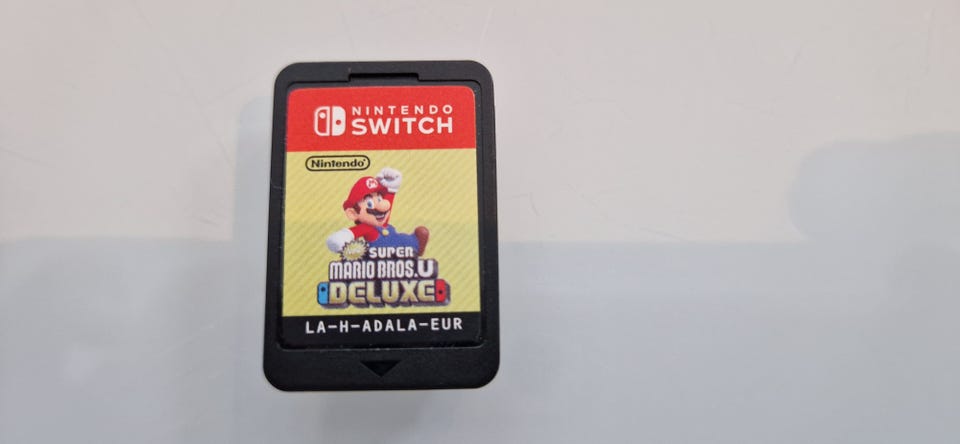 NINTENDO
SWITCH
Nintendo
NEW SUPER
MARIO BROS.U
DELUXE
LA-H-ADALA-EUR